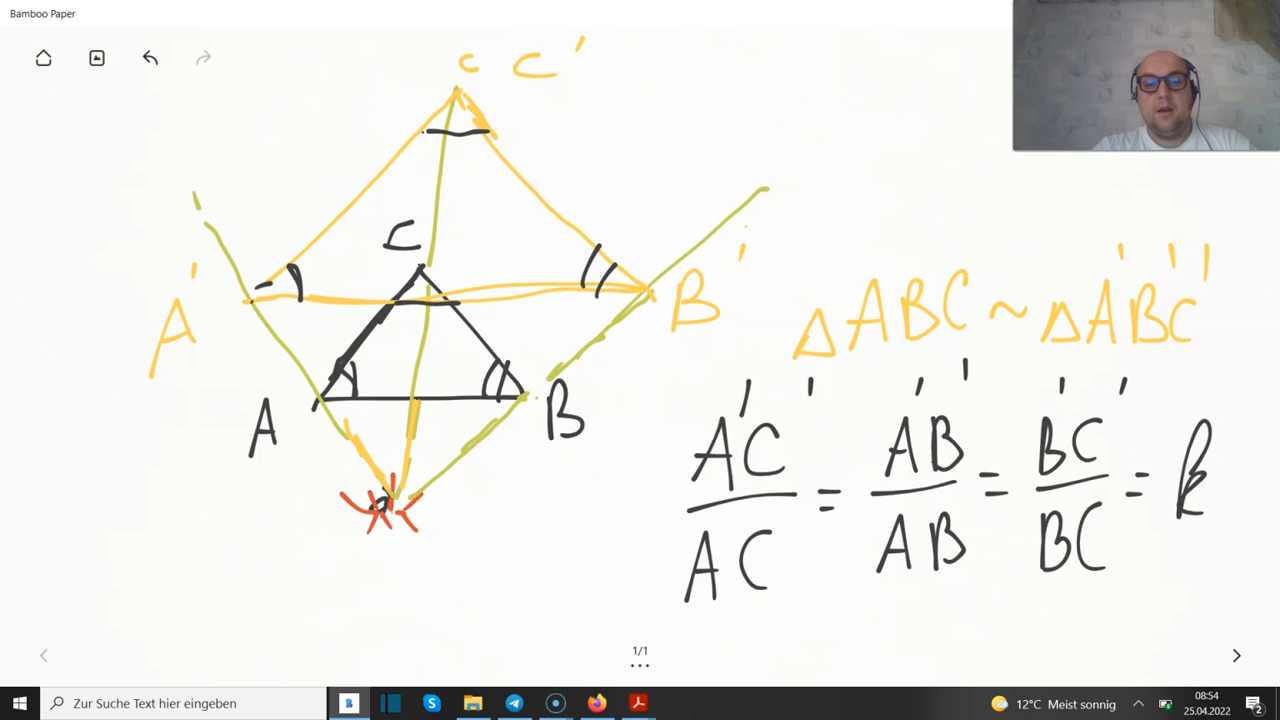 Bamboo Paper
c C'
C
A' B'
A B
△ABC ~ △A'B'C'
A'C'/AC = A'B'/AB = B'C'/BC = k
1/1
Zur Suche Text hier eingeben
12°C Meist sonnig
08:54
25.04.2022
2